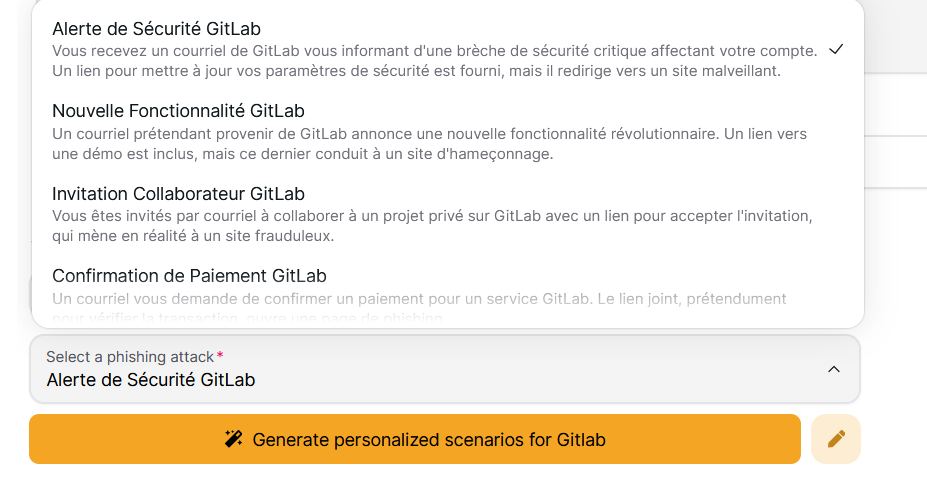 Alerte de Sécurité GitLab
Vous recevez un courriel de GitLab vous informant d'une brèche de sécurité critique affectant votre compte.
Un lien pour mettre à jour vos paramètres de sécurité est fourni, mais il redirige vers un site malveillant.
Nouvelle Fonctionnalité GitLab
Un courriel prétendant provenir de GitLab annonce une nouvelle fonctionnalité révolutionnaire. Un lien vers
une démo est inclus, mais ce dernier conduit à un site d'hameçonnage.
Invitation Collaborateur GitLab
Vous êtes invités par courriel à collaborer à un projet privé sur GitLab avec un lien pour accepter l'invitation,
qui mène en réalité à un site frauduleux.
Confirmation de Paiement GitLab
Un courriel vous demande de confirmer un paiement pour un service GitLab. Le lien joint, prétendument
pour vérifier la transaction, ouvre une page de phishing.
Select a phishing attack*
Alerte de Sécurité GitLab
Generate personalized scenarios for Gitlab